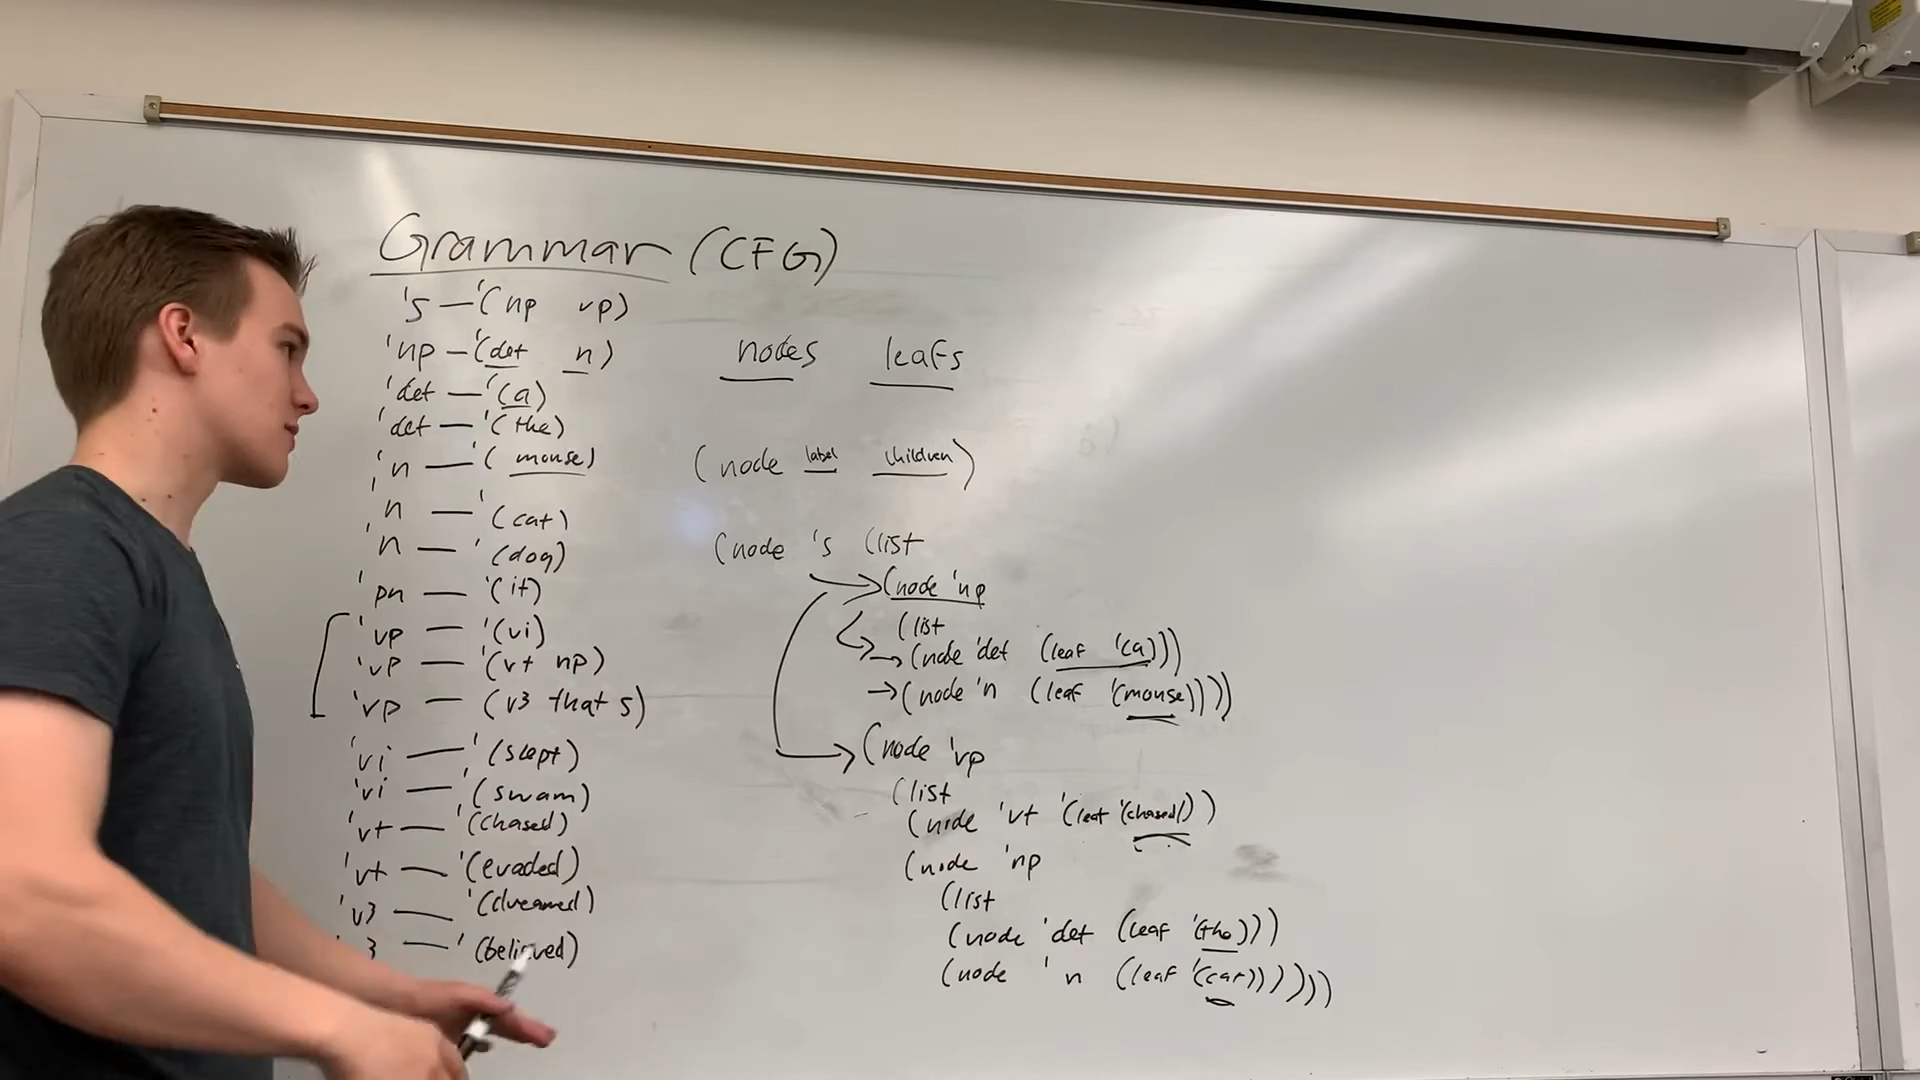 Grammar (CFG)
's — '(np vp)
'np — '(det n)
'det — '(a)
'det — '(the)
'n — '(mouse)
'n — '(cat)
'n — '(dog)
'pn — '(it)
'vp — '(vi)
'vp — '(vt np)
'vp — (v3 that s)
'vi — '(slept)
'vi — '(swam)
'vt — '(chased)
'vt — '(evaded)
'v3 — '(dreamed)
3 — '(believed)
nodes leafs
(node label children)
(node 's (list
(node 'np
(list
(node 'det (leaf '(a)))
(node 'n (leaf '(mouse))))
(node 'vp
(list
(node 'vt '(leaf '(chased))
(node 'np
(list
(node 'det (leaf '(the)))
(node 'n (leaf '(cat))))))